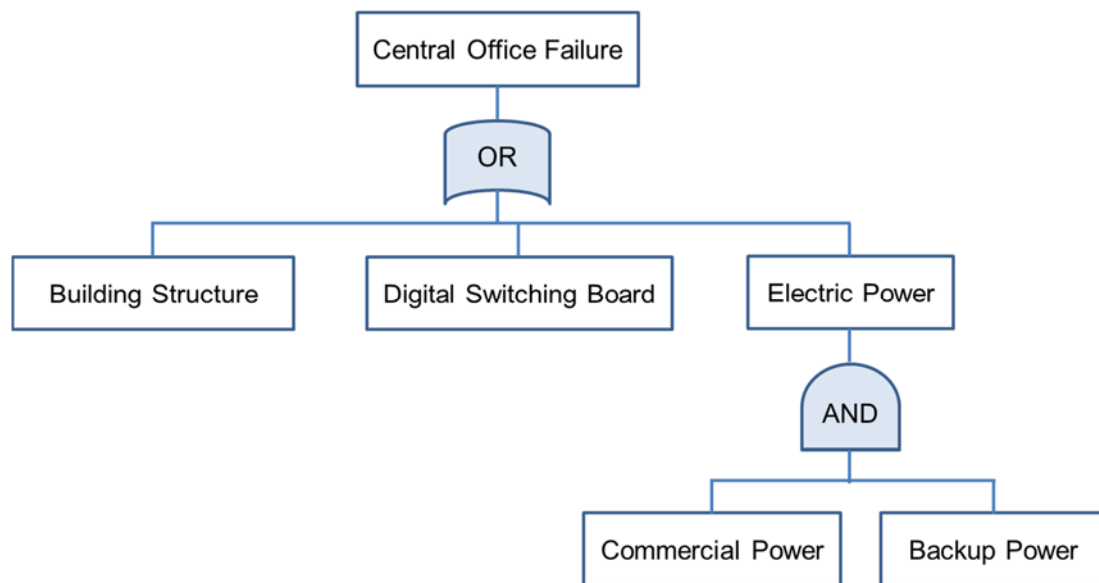 Central Office Failure
OR
Building Structure
Digital Switching Board
Electric Power
AND
Commercial Power
Backup Power